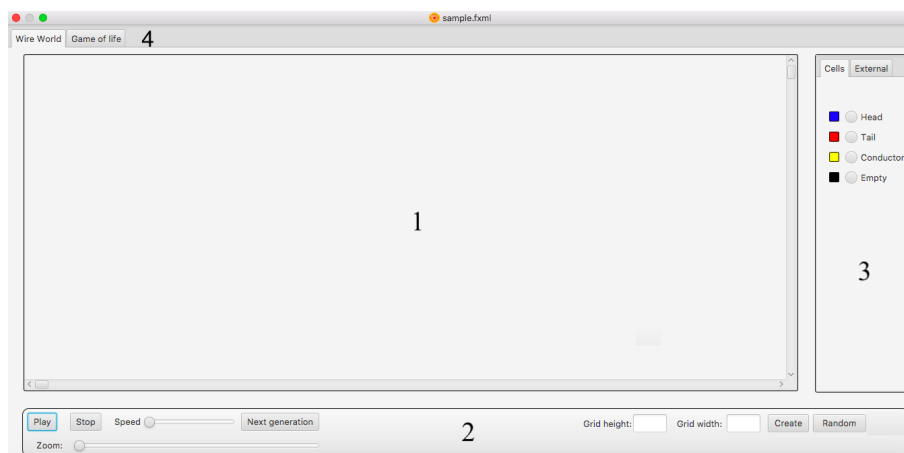 sample.fxml
Wire World Game of life 4
Cells External
Head
Tail
Conductor
Empty
1
3
Play Stop Speed Next generation 2 Grid height: Grid width: Create Random
Zoom: